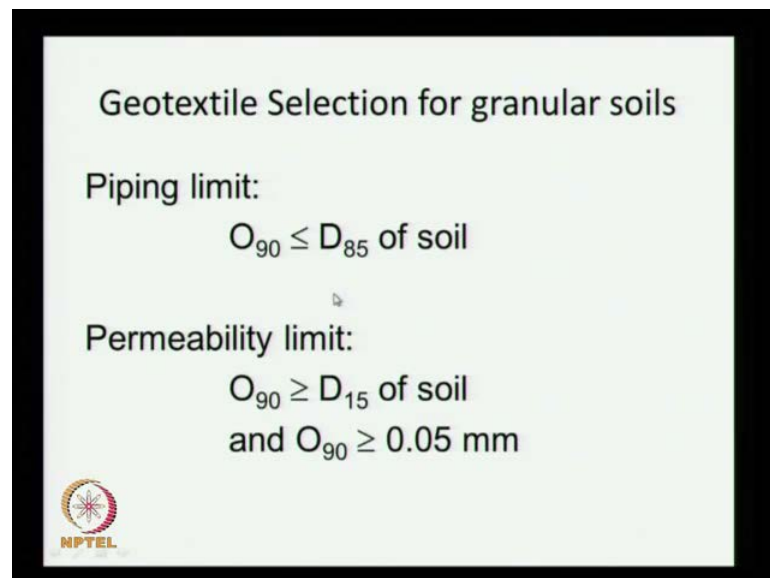 Geotextile Selection for granular soils
Piping limit:
O₉₀ ≤ D₈₅ of soil
Permeability limit:
O₉₀ ≥ D₁₅ of soil
and O₉₀ ≥ 0.05 mm
NPTEL